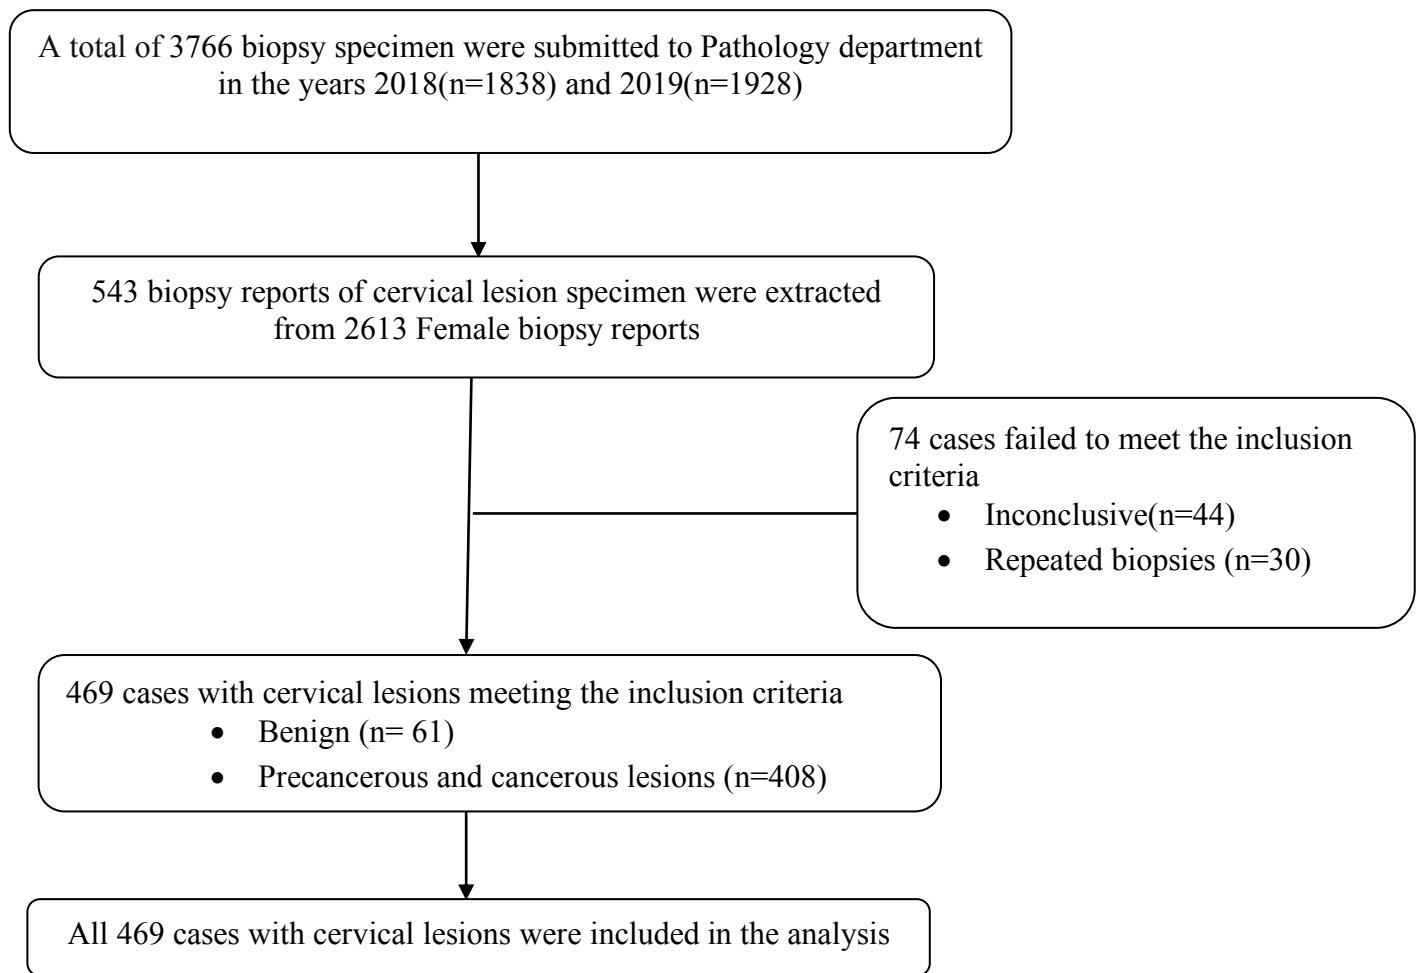 A total of 3766 biopsy specimen were submitted to Pathology department
in the years 2018(n=1838) and 2019(n=1928)
543 biopsy reports of cervical lesion specimen were extracted
from 2613 Female biopsy reports
74 cases failed to meet the inclusion
criteria
• Inconclusive(n=44)
• Repeated biopsies (n=30)
469 cases with cervical lesions meeting the inclusion criteria
• Benign (n= 61)
• Precancerous and cancerous lesions (n=408)
All 469 cases with cervical lesions were included in the analysis